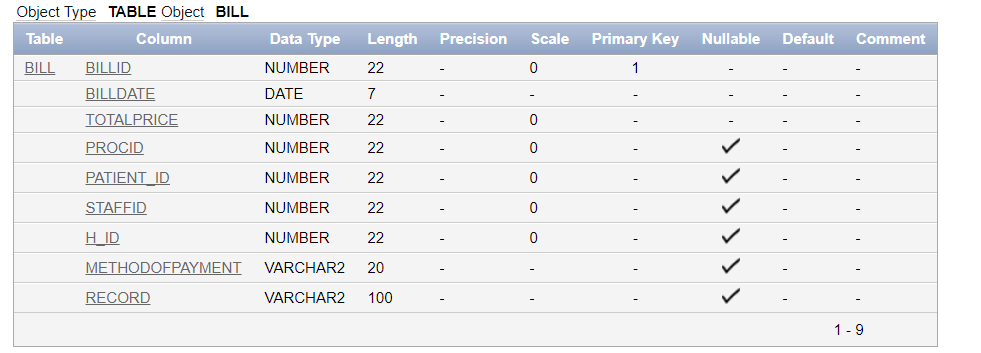 Object Type TABLE Object BILL
Table Column Data Type Length Precision Scale Primary Key Nullable Default Comment
BILL BILLID NUMBER 22 - 0 1 - - -
BILLDATE DATE 7 - - - - - -
TOTALPRICE NUMBER 22 - 0 - - - -
PROCID NUMBER 22 - 0 - ✓ - -
PATIENT_ID NUMBER 22 - 0 - ✓ - -
STAFFID NUMBER 22 - 0 - ✓ - -
H_ID NUMBER 22 - 0 - ✓ - -
METHODOFPAYMENT VARCHAR2 20 - - - ✓ - -
RECORD VARCHAR2 100 - - - ✓ - -
1 - 9